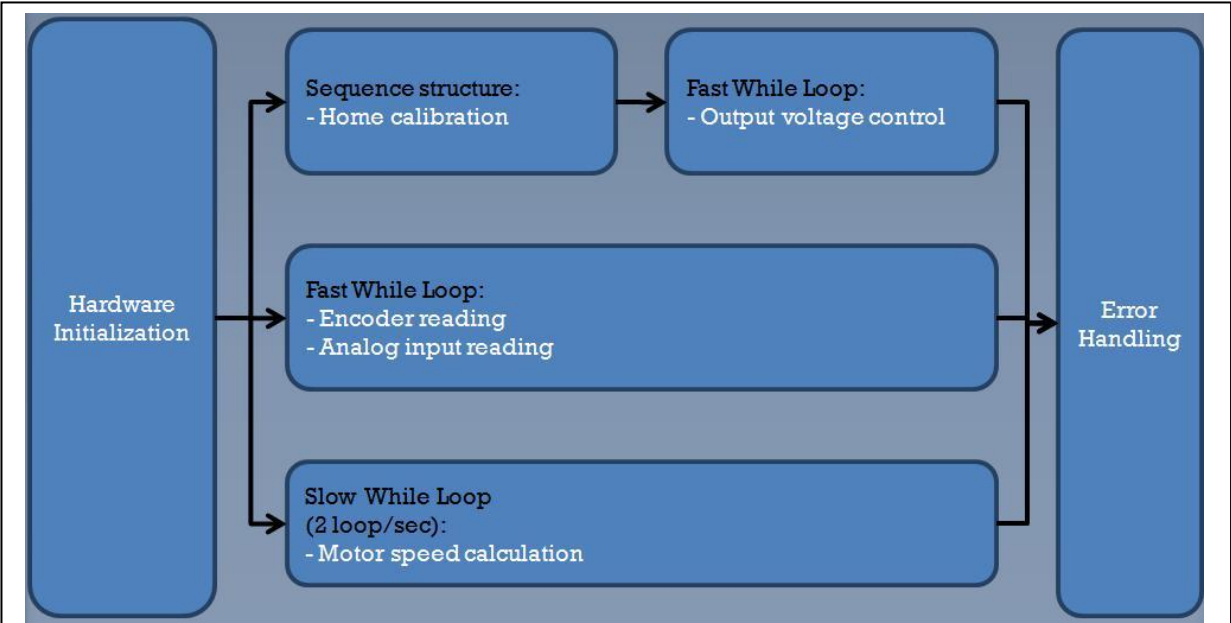 Hardware
Initialization
Sequence structure:
- Home calibration
Fast While Loop:
- Output voltage control
Fast While Loop:
- Encoder reading
- Analog input reading
Slow While Loop
(2 loop/sec):
- Motor speed calculation
Error
Handling